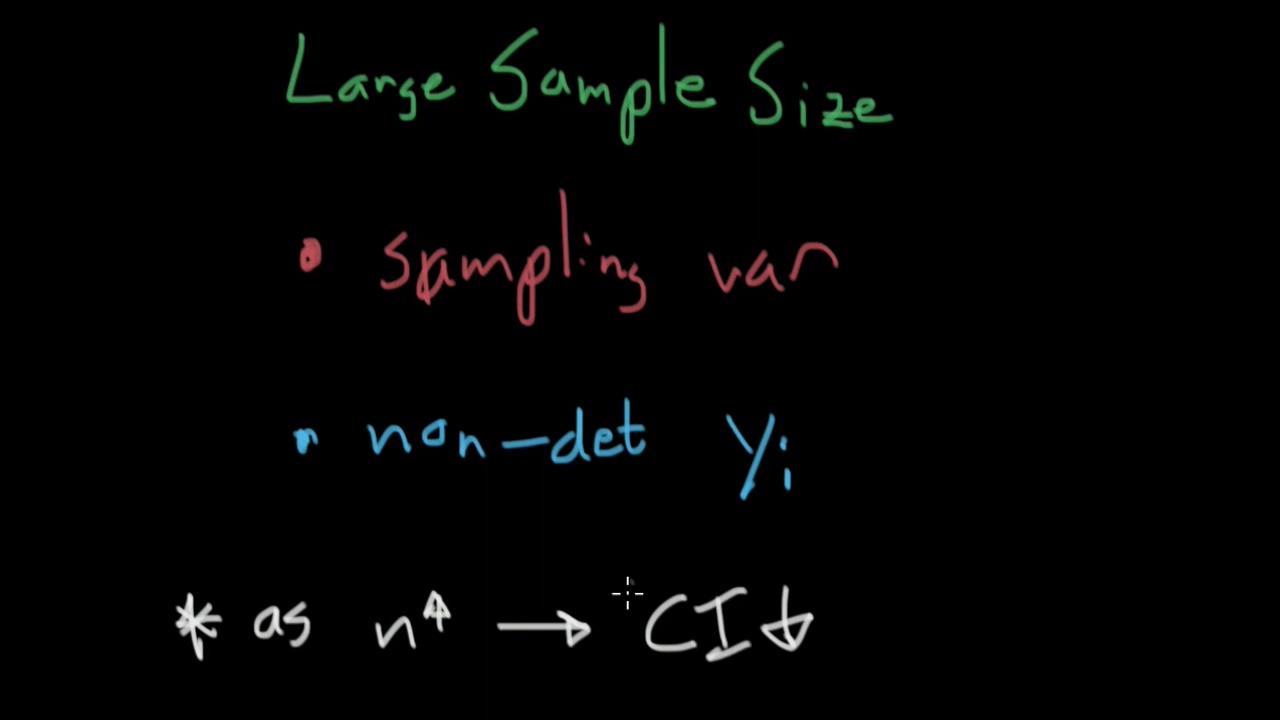 Large Sample Size
• sampling var
• non-det Yi
* as n↑ → CI↓